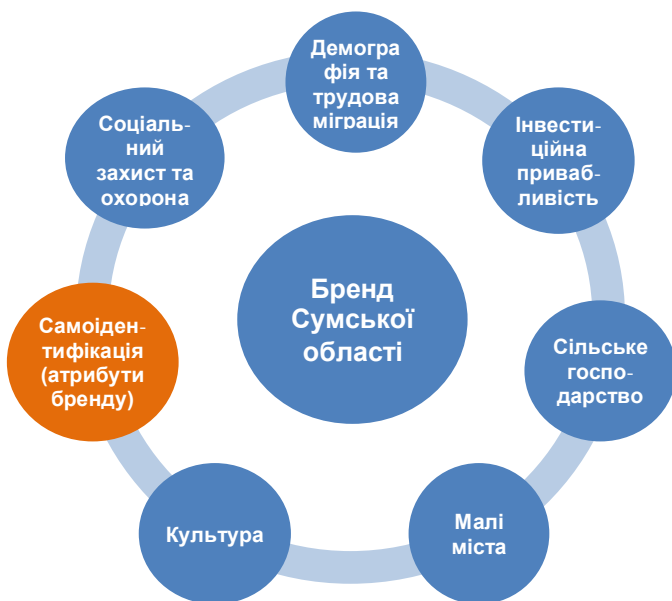 Демогра
фія та
трудова
міграція
Соціаль-
ний
захист та
охорона
Інвести-
ційна
приваб-
ливість
Бренд
Сумської
області
Самоіден-
тифікація
(атрибути
бренду)
Сільське
госпо-
дарство
Культура
Малі
міста